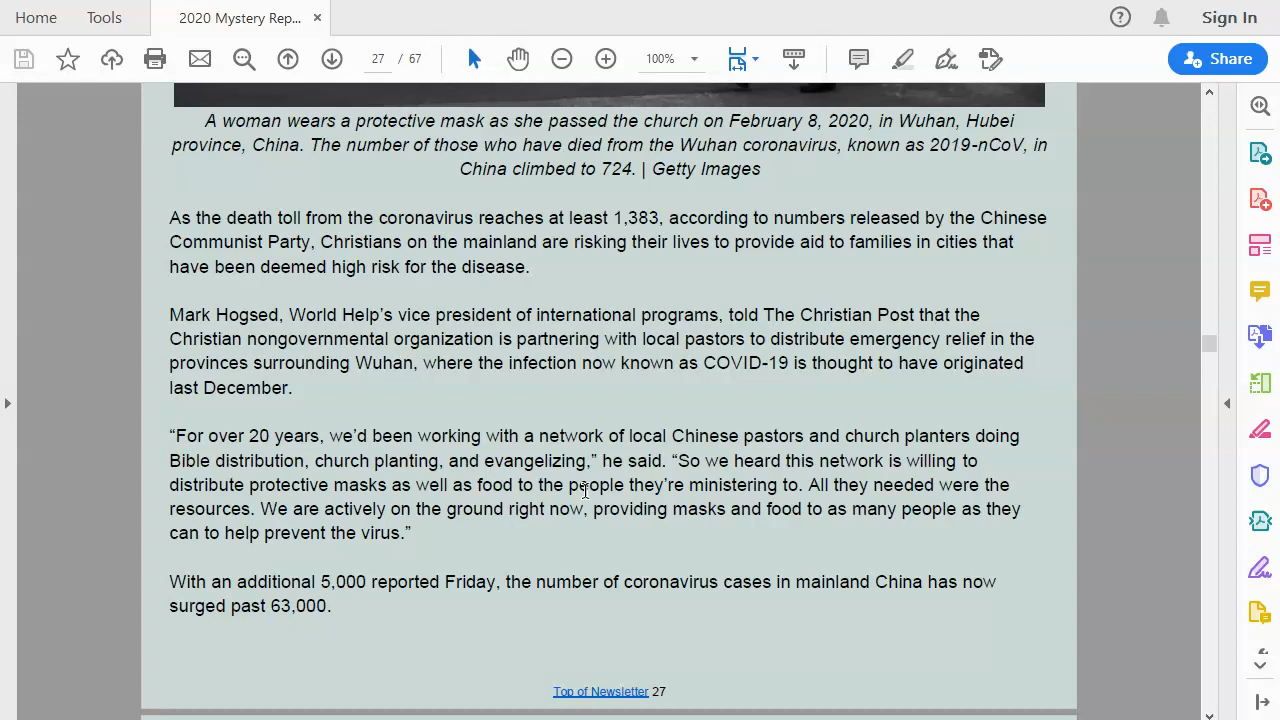 Home Tools 2020 Mystery Rep... × Sign In
27 / 67 100% Share
A woman wears a protective mask as she passed the church on February 8, 2020, in Wuhan, Hubei
province, China. The number of those who have died from the Wuhan coronavirus, known as 2019-nCoV, in
China climbed to 724. | Getty Images
As the death toll from the coronavirus reaches at least 1,383, according to numbers released by the Chinese
Communist Party, Christians on the mainland are risking their lives to provide aid to families in cities that
have been deemed high risk for the disease.
Mark Hogsed, World Help’s vice president of international programs, told The Christian Post that the
Christian nongovernmental organization is partnering with local pastors to distribute emergency relief in the
provinces surrounding Wuhan, where the infection now known as COVID-19 is thought to have originated
last December.
“For over 20 years, we’d been working with a network of local Chinese pastors and church planters doing
Bible distribution, church planting, and evangelizing,” he said. “So we heard this network is willing to
distribute protective masks as well as food to the people they’re ministering to. All they needed were the
resources. We are actively on the ground right now, providing masks and food to as many people as they
can to help prevent the virus.”
With an additional 5,000 reported Friday, the number of coronavirus cases in mainland China has now
surged past 63,000.
Top of Newsletter 27